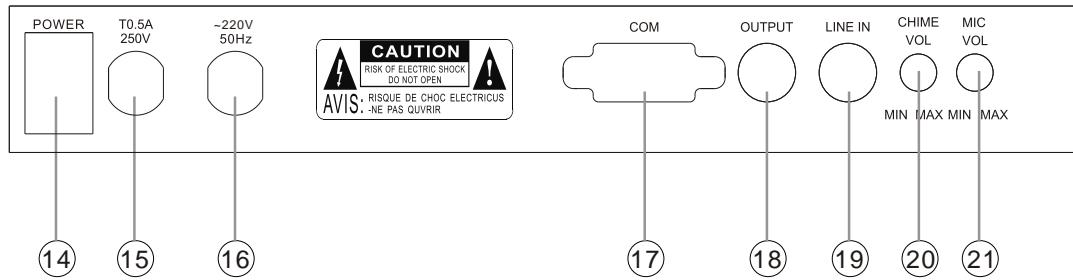 POWER
T0.5A
250V
~220V
50Hz
CAUTION
RISK OF ELECTRIC SHOCK
DO NOT OPEN
AVIS: RISQUE DE CHOC ELECTRICUS
-NE PAS QUVRIR
COM
OUTPUT
LINE IN
CHIME
VOL
MIC
VOL
MIN MAX
MIN MAX
14
15
16
17
18
19
20
21